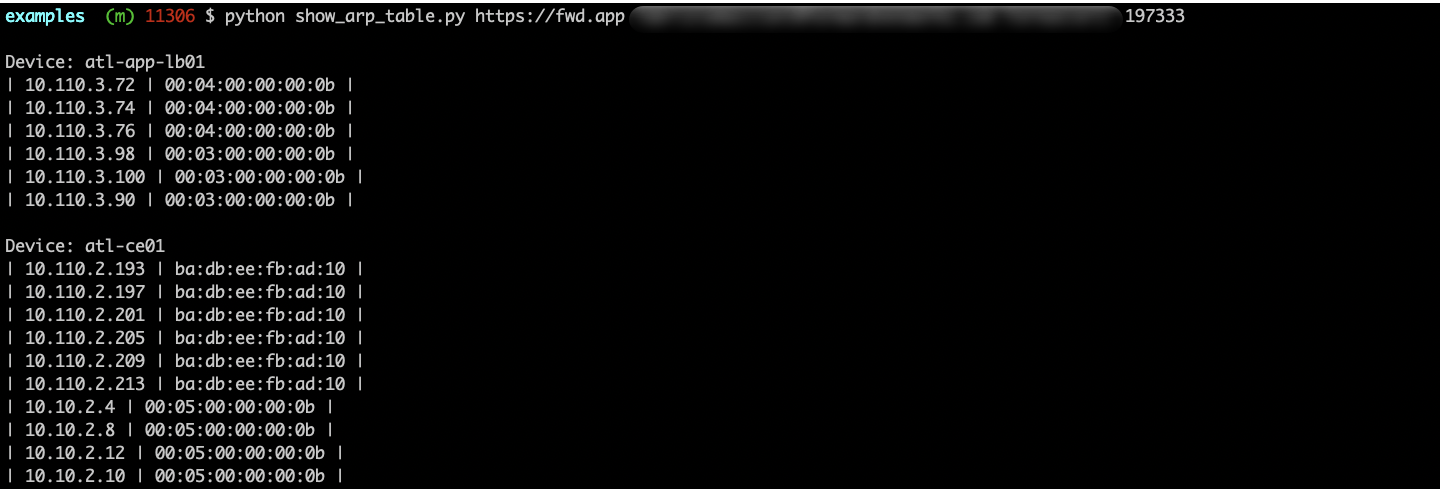 examples (m) 11306 $ python show_arp_table.py https://fwd.app 197333
Device: atl-app-lb01
| 10.110.3.72 | 00:04:00:00:00:0b |
| 10.110.3.74 | 00:04:00:00:00:0b |
| 10.110.3.76 | 00:04:00:00:00:0b |
| 10.110.3.98 | 00:03:00:00:00:0b |
| 10.110.3.100 | 00:03:00:00:00:0b |
| 10.110.3.90 | 00:03:00:00:00:0b |
Device: atl-ce01
| 10.110.2.193 | ba:db:ee:fb:ad:10 |
| 10.110.2.197 | ba:db:ee:fb:ad:10 |
| 10.110.2.201 | ba:db:ee:fb:ad:10 |
| 10.110.2.205 | ba:db:ee:fb:ad:10 |
| 10.110.2.209 | ba:db:ee:fb:ad:10 |
| 10.110.2.213 | ba:db:ee:fb:ad:10 |
| 10.10.2.4 | 00:05:00:00:00:0b |
| 10.10.2.8 | 00:05:00:00:00:0b |
| 10.10.2.12 | 00:05:00:00:00:0b |
| 10.10.2.10 | 00:05:00:00:00:0b |